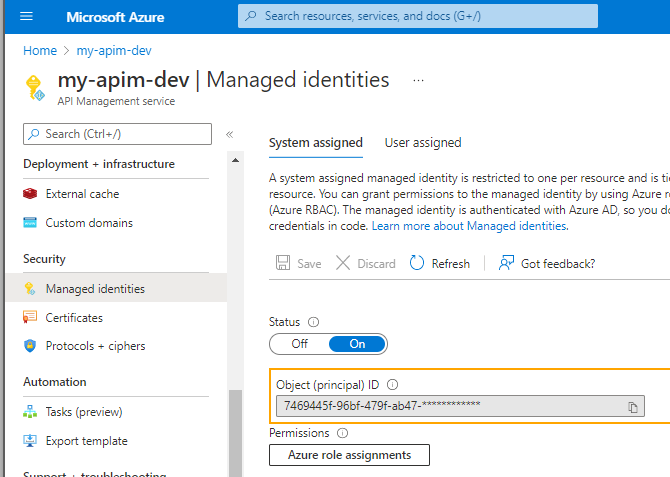 Microsoft Azure
Search resources, services, and docs (G+/)
Home > my-apim-dev
my-apim-dev | Managed identities ...
API Management service
Search (Ctrl+/) «
Deployment + infrastructure
External cache
Custom domains
Security
Managed identities
Certificates
Protocols + ciphers
Automation
Tasks (preview)
Export template
Support + troubleshooting
System assigned User assigned
A system assigned managed identity is restricted to one per resource and is
resource. You can grant permissions to the managed identity by using Azure
(Azure RBAC). The managed identity is authenticated with Azure AD, so you
credentials in code. Learn more about Managed identities.
Save Discard Refresh Got feedback?
Status
Off On
Object (principal) ID
7469445f-96bf-479f-ab47-************
Permissions
Azure role assignments